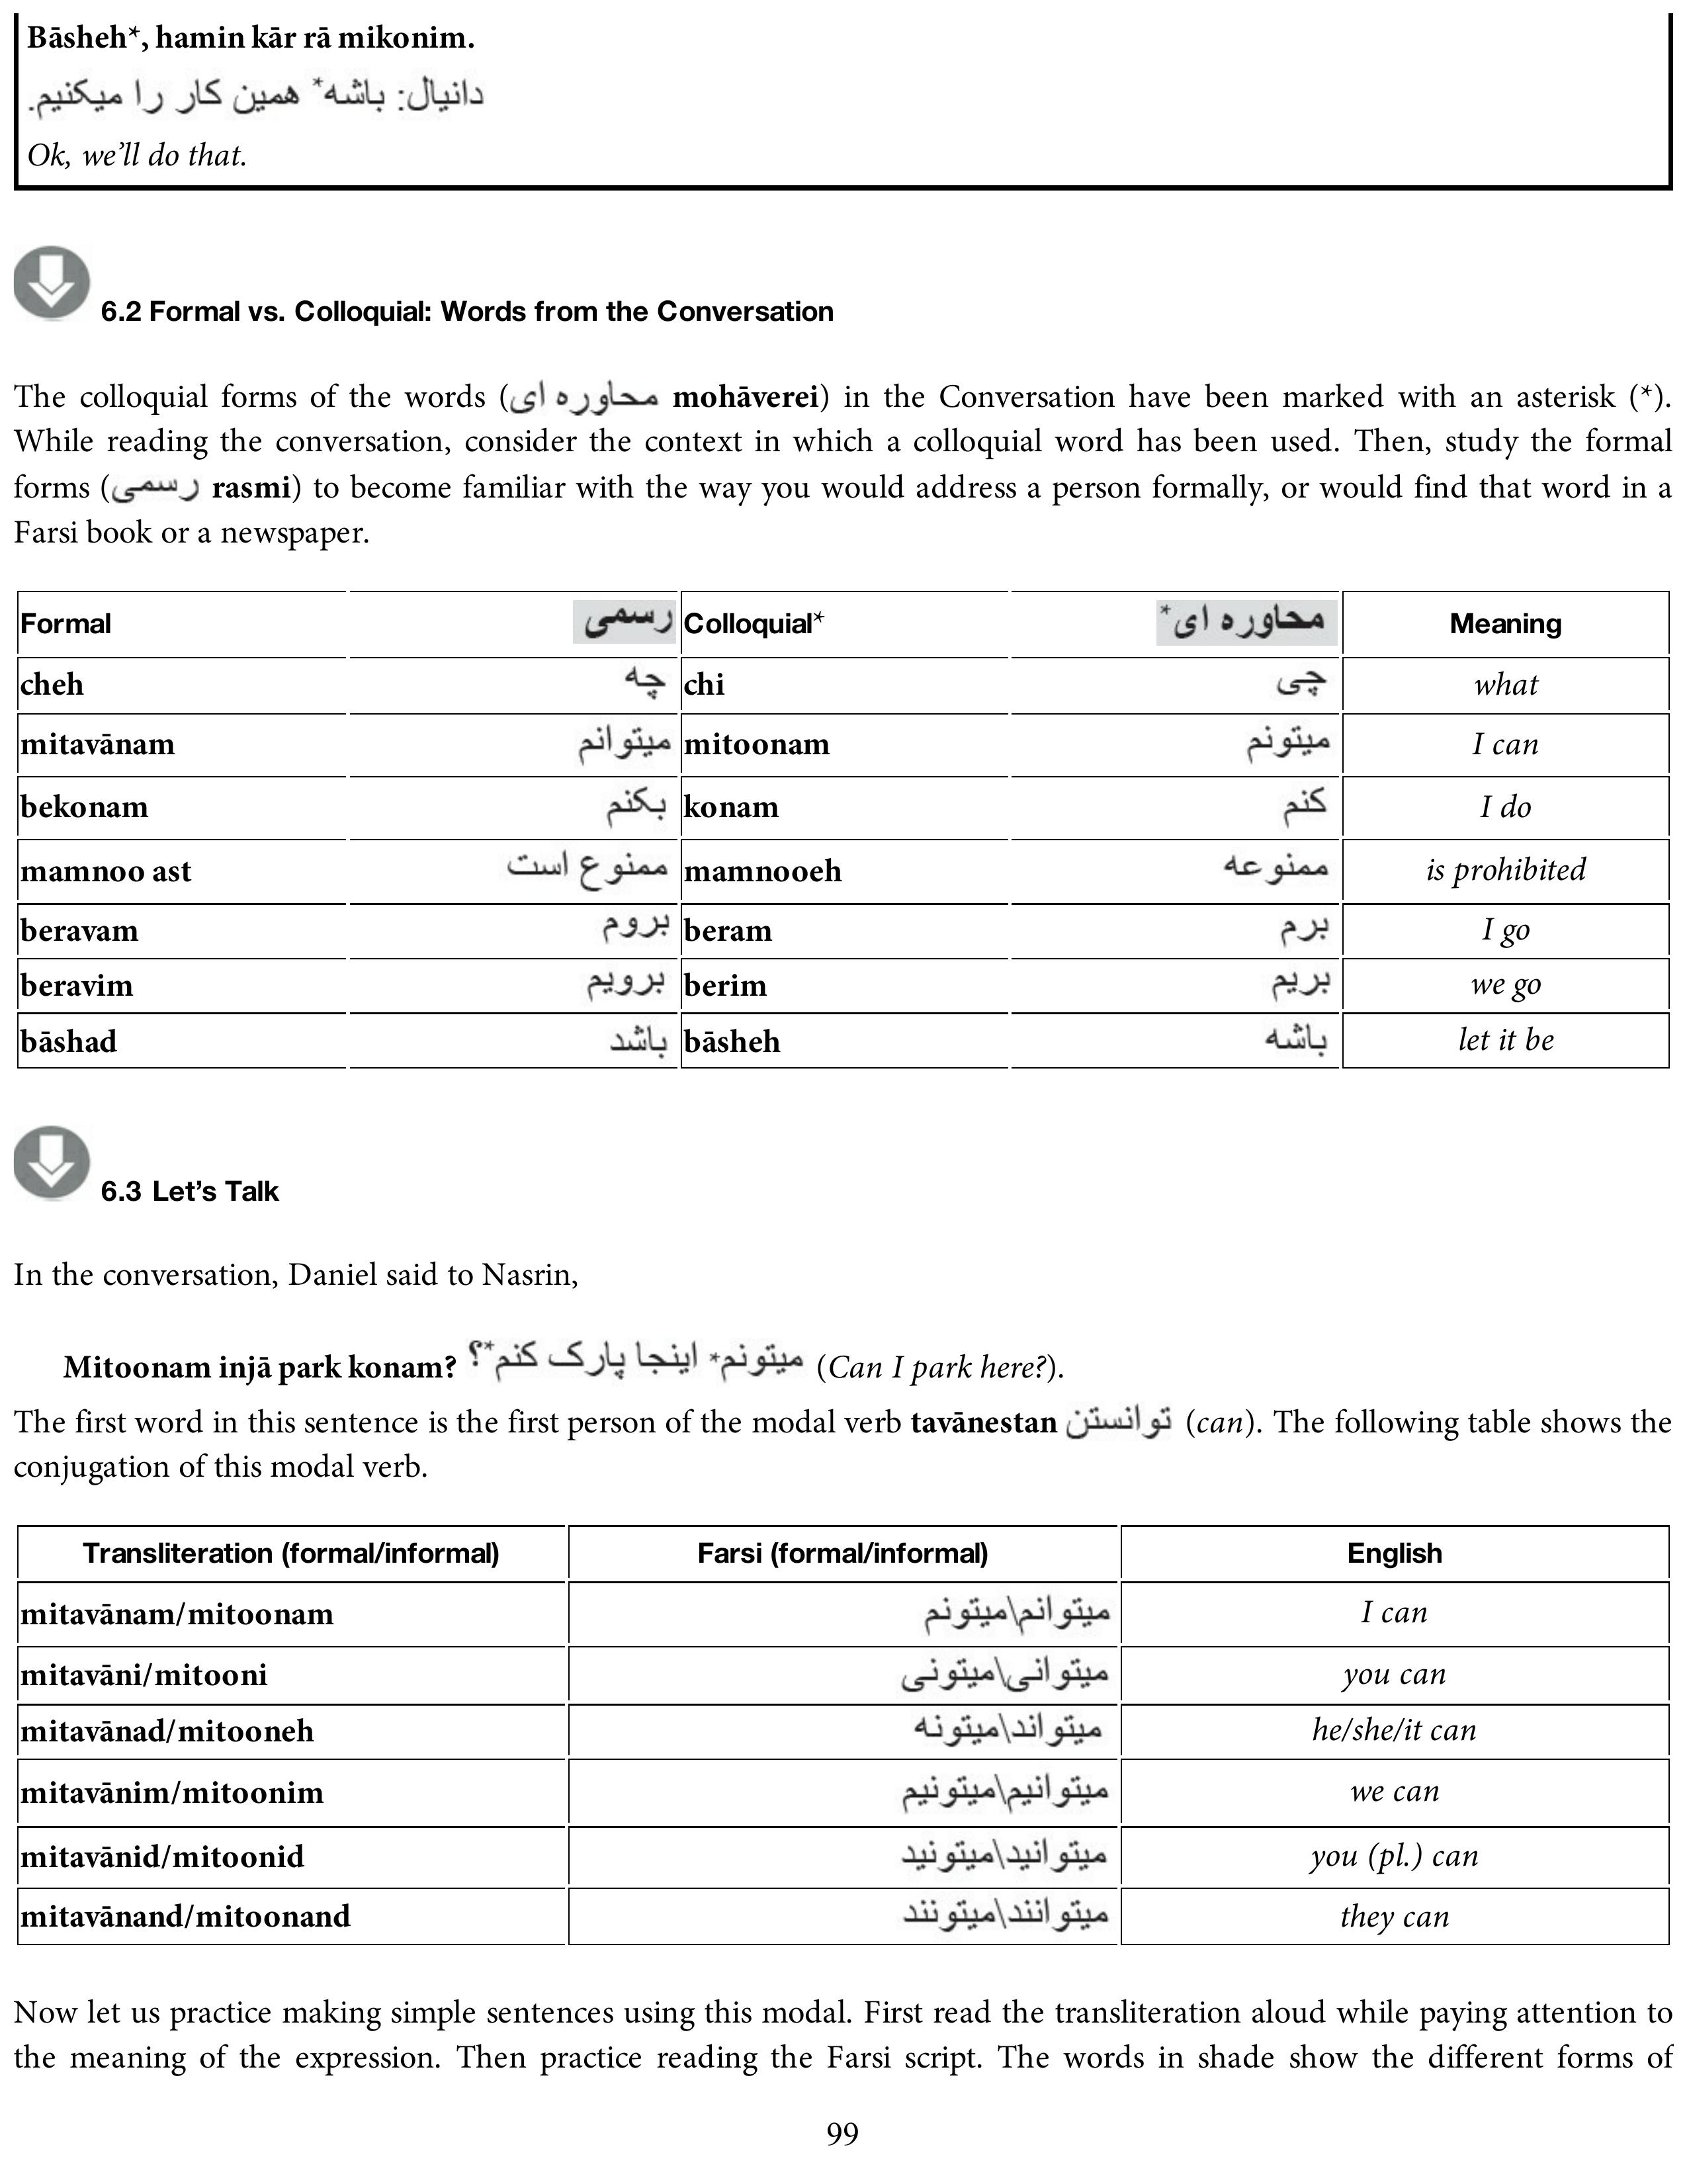 Bāsheh*, hamin kār rā mikonim.
دانیال: باشه* همین کار را میکنیم.
Ok, we’ll do that.
6.2 Formal vs. Colloquial: Words from the Conversation
The colloquial forms of the words (محاوره ای mohāverei) in the Conversation have been marked with an asterisk (*).
While reading the conversation, consider the context in which a colloquial word has been used. Then, study the formal
forms (رسمی rasmi) to become familiar with the way you would address a person formally, or would find that word in a
Farsi book or a newspaper.
Formal رسمی Colloquial* محاوره ای* Meaning
cheh چه chi چی what
mitavānam میتوانم mitoonam میتونم I can
bekonam بکنم konam کنم I do
mamnoo ast ممنوع است mamnooeh ممنوعه is prohibited
beravam بروم beram برم I go
beravim برویم berim بریم we go
bāshad باشد bāsheh باشه let it be
6.3 Let’s Talk
In the conversation, Daniel said to Nasrin,
Mitoonam injā park konam? میتونم* اینجا پارک کنم*؟ (Can I park here?).
The first word in this sentence is the first person of the modal verb tavānestan توانستن (can). The following table shows the
conjugation of this modal verb.
Transliteration (formal/informal) Farsi (formal/informal) English
mitavānam/mitoonam میتوانم\میتونم I can
mitavāni/mitooni میتوانی\میتونی you can
mitavānad/mitooneh میتواند\میتونه he/she/it can
mitavānim/mitoonim میتوانیم\میتونیم we can
mitavānid/mitoonid میتوانید\میتونید you (pl.) can
mitavānand/mitoonand میتوانند\میتونند they can
Now let us practice making simple sentences using this modal. First read the transliteration aloud while paying attention to
the meaning of the expression. Then practice reading the Farsi script. The words in shade show the different forms of
99